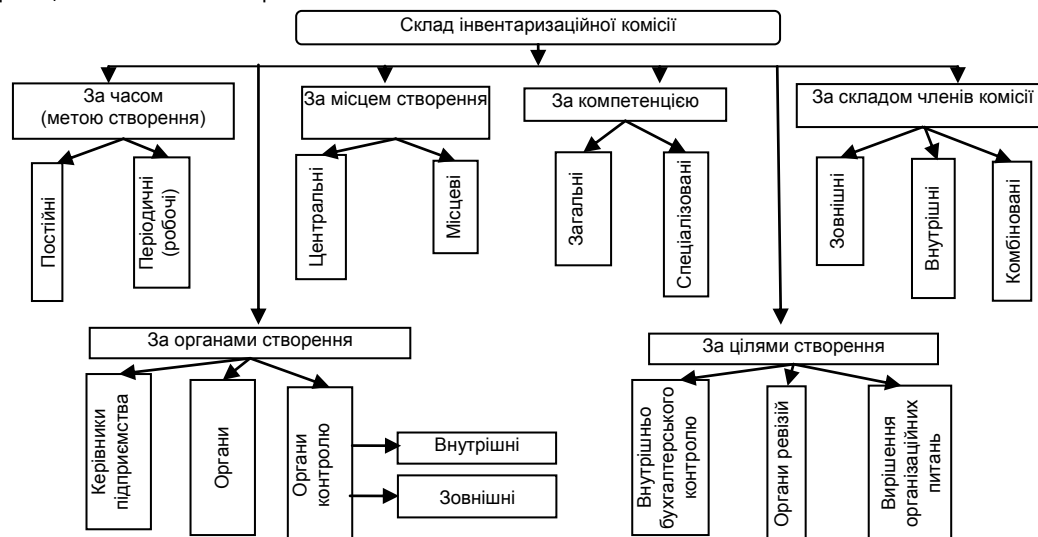 Склад інвентаризаційної комісії
За часом
(метою створення)
За місцем створення
За компетенцією
За складом членів комісії
Постійні
Періодичні
(робочі)
Центральні
Місцеві
Загальні
Спеціалізовані
Зовнішні
Внутрішні
Комбіновані
За органами створення
За цілями створення
Керівники
підприємства
Органи
Органи
контролю
Внутрішні
Зовнішні
Внутрішньо
бухгалтерського
контролю
Органи ревізій
Вирішення
організаційних
питань